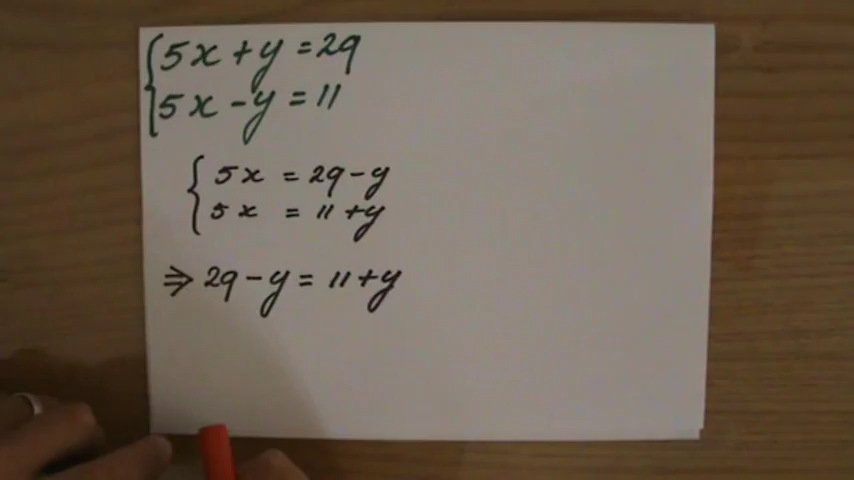 5x + y = 29
5x - y = 11
5x = 29 - y
5x = 11 + y
⇒ 29 - y = 11 + y